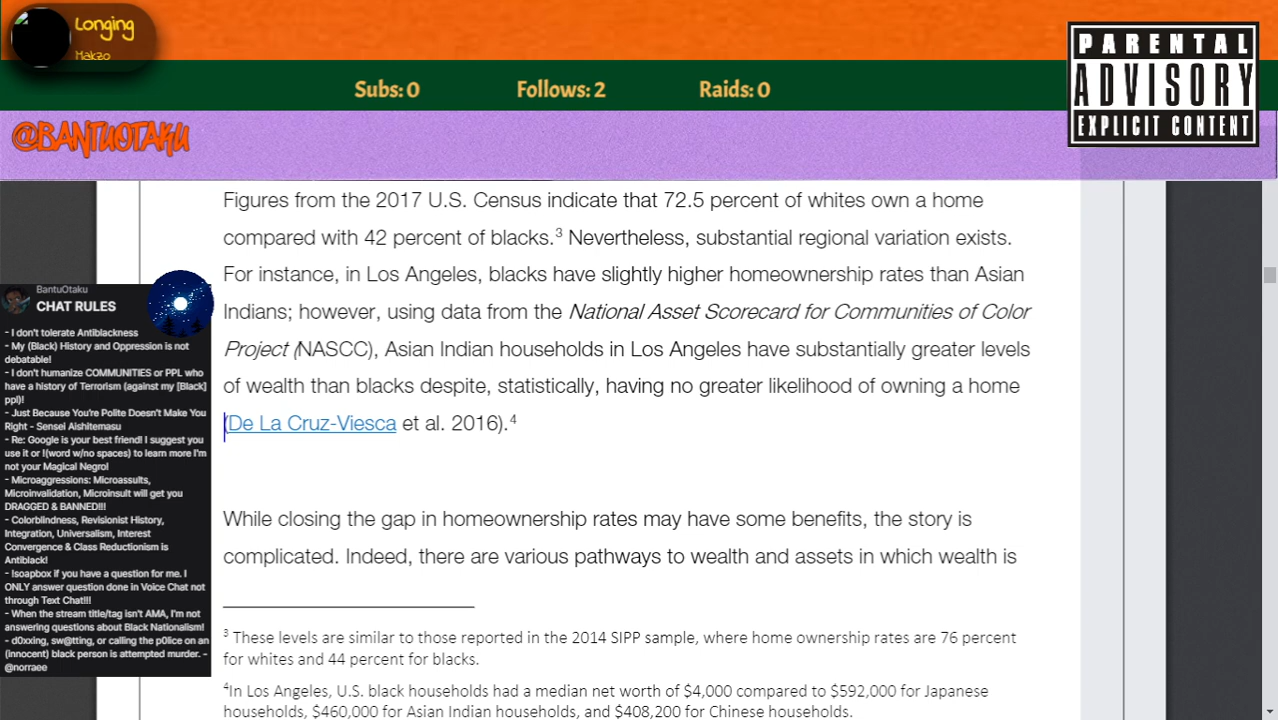 Longing
Makzo
PARENTAL
ADVISORY
EXPLICIT CONTENT
Subs: 0
Follows: 2
Raids: 0
@BANTUOTAKU
Figures from the 2017 U.S. Census indicate that 72.5 percent of whites own a home
compared with 42 percent of blacks.3 Nevertheless, substantial regional variation exists.
For instance, in Los Angeles, blacks have slightly higher homeownership rates than Asian
Indians; however, using data from the National Asset Scorecard for Communities of Color
Project (NASCC), Asian Indian households in Los Angeles have substantially greater levels
of wealth than blacks despite, statistically, having no greater likelihood of owning a home
(De La Cruz-Viesca et al. 2016).4
While closing the gap in homeownership rates may have some benefits, the story is
complicated. Indeed, there are various pathways to wealth and assets in which wealth is
3 These levels are similar to those reported in the 2014 SIPP sample, where home ownership rates are 76 percent
for whites and 44 percent for blacks.
4In Los Angeles, U.S. black households had a median net worth of $4,000 compared to $592,000 for Japanese
households, $460,000 for Asian Indian households, and $408,200 for Chinese households.
BantuOtaku
CHAT RULES
- I don't tolerate Antiblackness
- My (Black) History and Oppression is not
debatable!
- I don't humanize COMMUNITIES or PPL who
have a history of Terrorism (against my [Black]
ppl)!
- Just Because You're Polite Doesn't Make You
Right - Sensei Aishitemasu
- Re: Google is your best friend! I suggest you
use it or !(word w/no spaces) to learn more I'm
not your Magical Negro!
- Microaggressions: Microassults,
Microinvalidation, Microinsult will get you
DRAGGED & BANNED!!!
- Colorblindness, Revisionist History,
Integration, Universalism, Interest
Convergence & Class Reductionism is
Antiblack!
- !soapbox if you have a question for me. I
ONLY answer question done in Voice Chat not
through Text Chat!!!
- When the stream title/tag isn't AMA, I'm not
answering questions about Black Nationalism!
- d0xxring, sw@tting, or calling the p0lice on an
(innocent) black person is attempted murder. -
@norraee